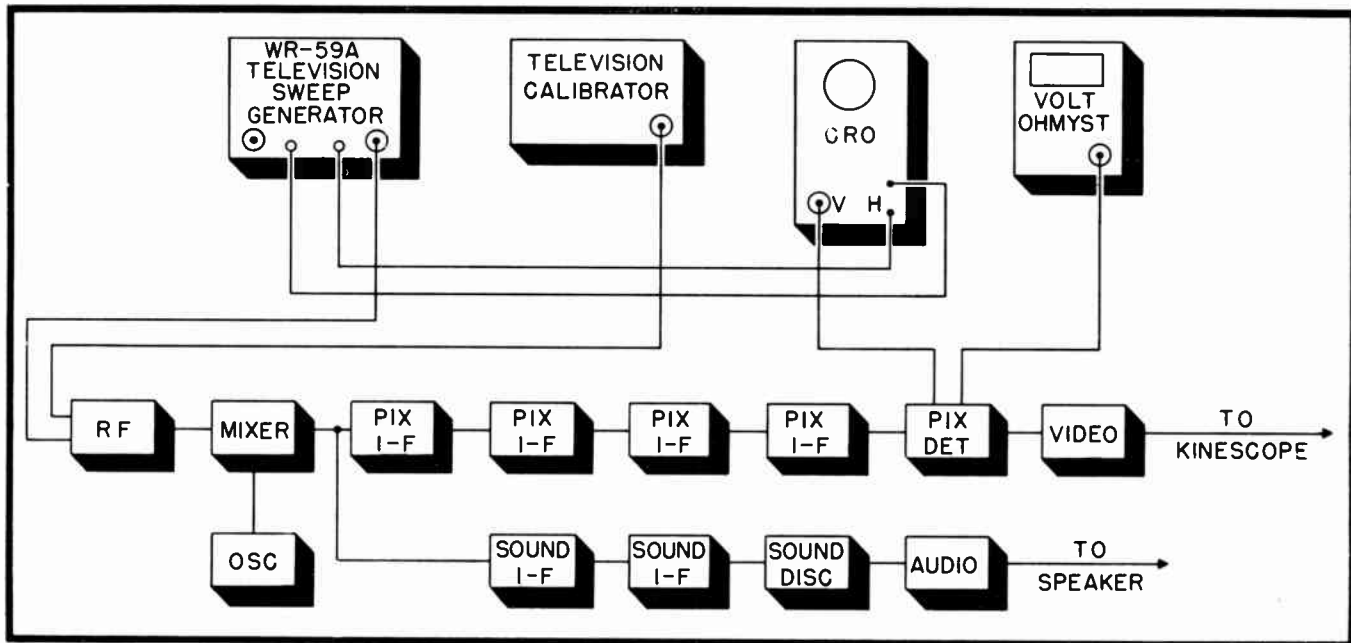 WR-59A
TELEVISION
SWEEP
GENERATOR
TELEVISION
CALIBRATOR
CRO
V H
VOLT
OHMYST
RF
MIXER
PIX
I-F
PIX
I-F
PIX
I-F
PIX
I-F
PIX
DET
VIDEO
TO
KINESCOPE
OSC
SOUND
I-F
SOUND
I-F
SOUND
DISC
AUDIO
TO
SPEAKER